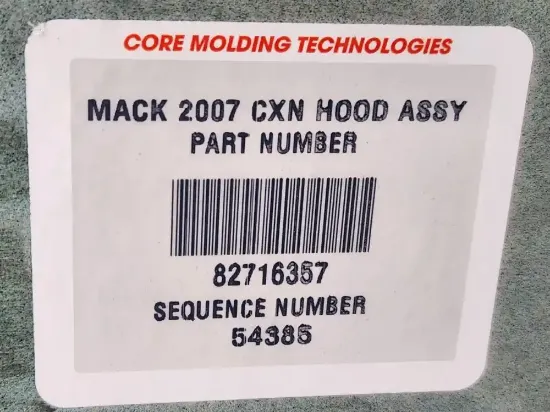 CORE MOLDING TECHNOLOGIES
MACK 2007 CXN HOOD ASSY
PART NUMBER
82716357
SEQUENCE NUMBER
54385